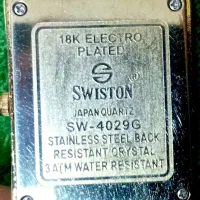 18K ELECTRO
PLATED
S
SWISTON
JAPAN QUARTZ
SW-4029G
STAINLESS STEEL BACK
RESISTANT CRYSTAL
3 ATM WATER RESISTANT